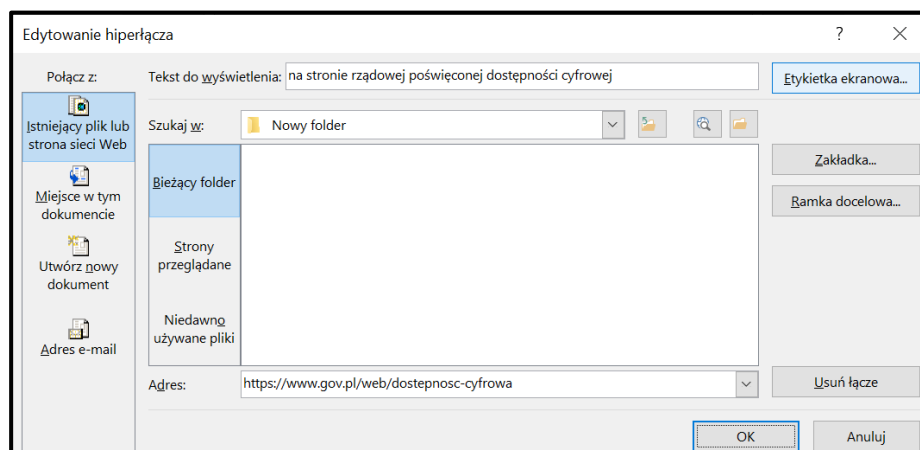 Edytowanie hiperłącza
?
Połącz z:
Tekst do wyświetlenia: na stronie rządowej poświęconej dostępności cyfrowej
Etykietka ekranowa...
Istniejący plik lub
strona sieci Web
Szukaj w: Nowy folder
Miejsce w tym
dokumencie
Bieżący folder
Zakładka...
Ramka docelowa...
Utwórz nowy
dokument
Strony
przeglądane
Adres e-mail
Niedawno
używane pliki
Adres: https://www.gov.pl/web/dostepnosc-cyfrowa
Usuń łącze
OK
Anuluj